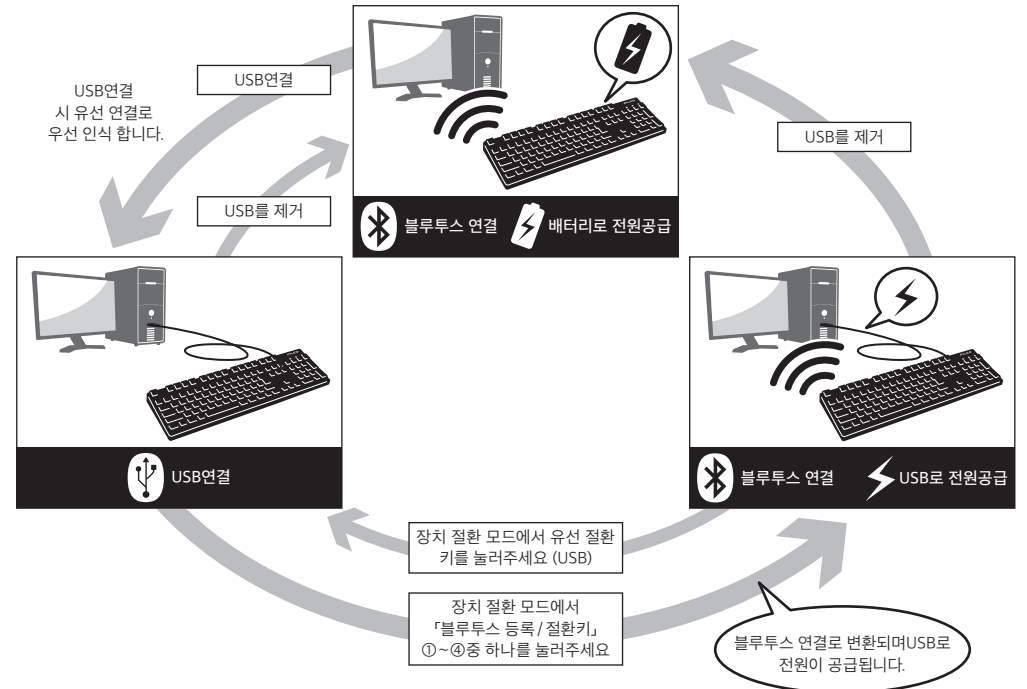 USB연결
시 유선 연결로
우선 인식 합니다.
USB연결
USB를 제거
블루투스 연결
배터리로 전원공급
USB를 제거
USB연결
블루투스 연결
USB로 전원공급
장치 절환 모드에서 유선 절환
키를 눌러주세요 (USB)
장치 절환 모드에서
「블루투스 등록 / 절환키」
①~④중 하나를 눌러주세요
블루투스 연결로 변환되며USB로
전원이 공급됩니다.